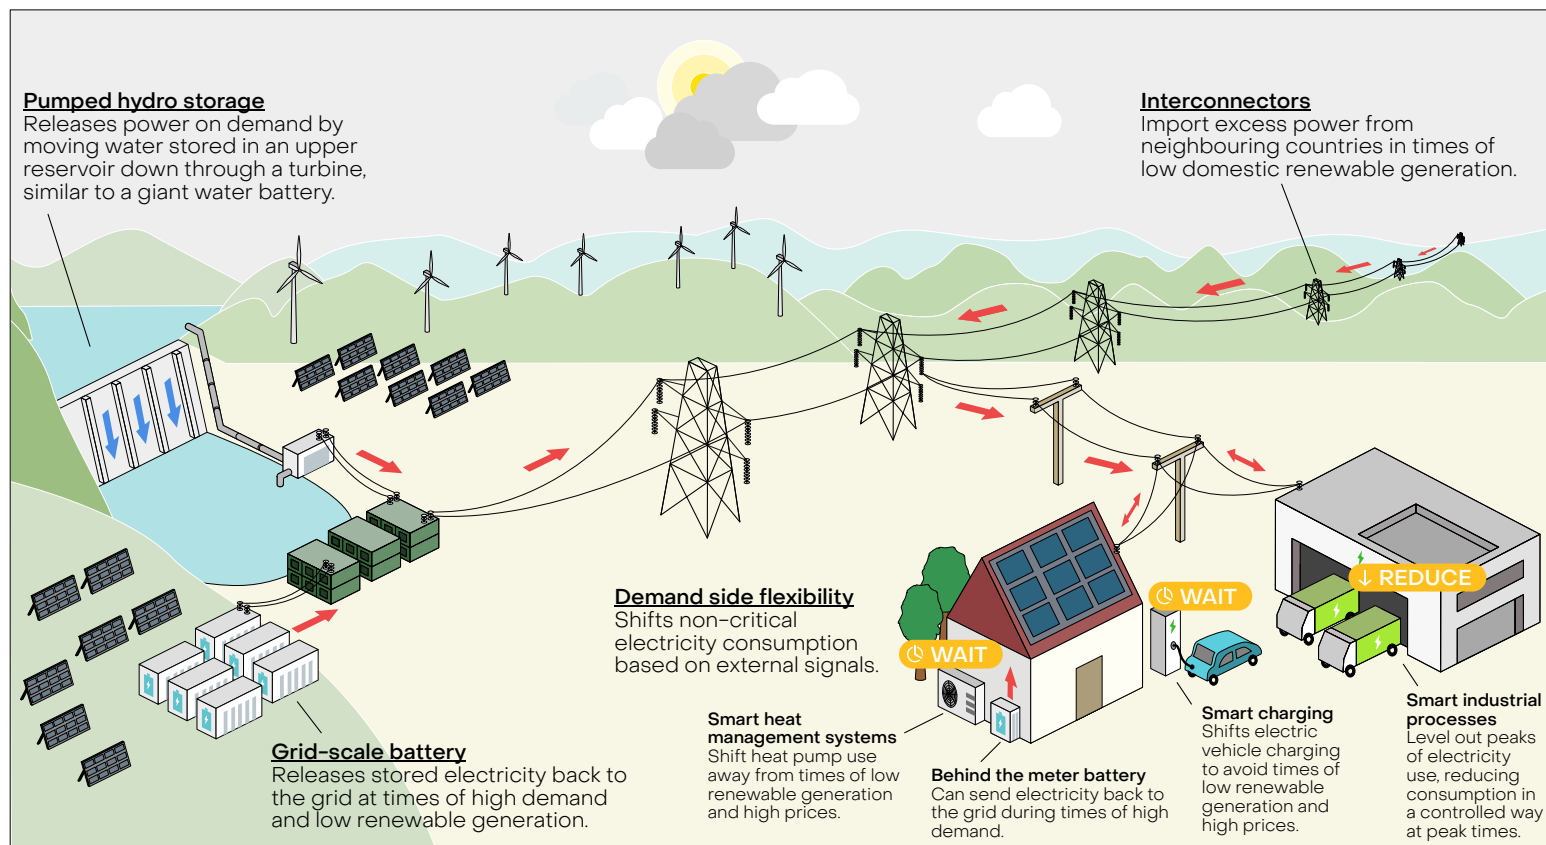 Pumped hydro storage
Releases power on demand by
moving water stored in an upper
reservoir down through a turbine,
similar to a giant water battery.
Interconnectors
Import excess power from
neighbouring countries in times of
low domestic renewable generation.
Demand side flexibility
Shifts non-critical
electricity consumption
based on external signals.
WAIT
WAIT
REDUCE
Grid-scale battery
Releases stored electricity back to
the grid at times of high demand
and low renewable generation.
Smart heat
management systems
Shift heat pump use
away from times of low
renewable generation
and high prices.
Behind the meter battery
Can send electricity back to
the grid during times of high
demand.
Smart charging
Shifts electric
vehicle charging
to avoid times of
low renewable
generation and
high prices.
Smart industrial
processes
Level out peaks
of electricity
use, reducing
consumption in
a controlled way
at peak times.